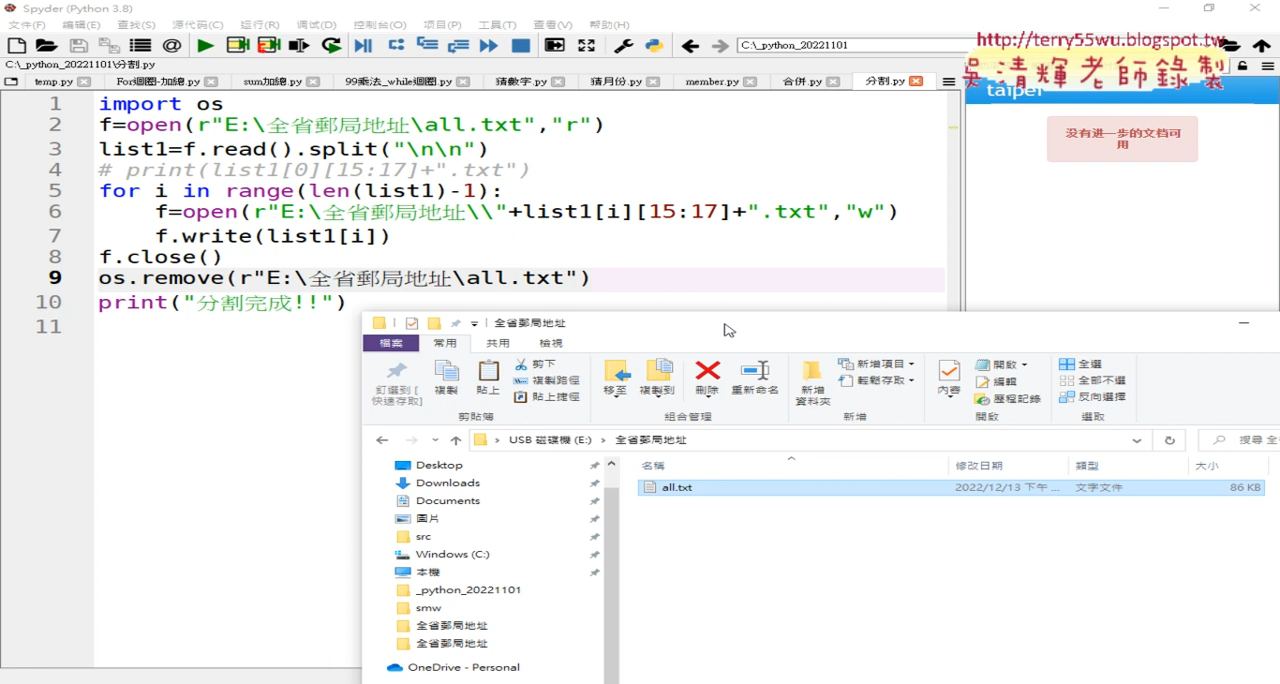 Spyder (Python 3.8)
文件(F) 编辑(E) 查找(S) 源代码(C) 运行(R) 调试(D) 控制台(O) 项目(P) 工具(T) 查看(V) 帮助(H)
C:\_python_20221101
http://terry55wu.blogspot.tw
吳清輝老師錄製
C:\_python_20221101\分割.py
temp.py For迴圈-加總.py sum加總.py 99乘法_while迴圈.py 猜數字.py 猜月份.py member.py 合併.py 分割.py
taipei
没有进一步的文档可
用
1 import os
2 f=open(r"E:\全省郵局地址\all.txt","r")
3 list1=f.read().split("\n\n")
4 # print(list1[0][15:17]+".txt")
5 for i in range(len(list1)-1):
6 f=open(r"E:\全省郵局地址\\"+list1[i][15:17]+".txt","w")
7 f.write(list1[i])
8 f.close()
9 os.remove(r"E:\全省郵局地址\all.txt")
10 print("分割完成!!")
11
全省郵局地址
檔案 常用 共用 檢視
釘選到 [
快速存取]
複製
貼上
剪下
複製路徑
貼上捷徑
移至
複製到
刪除
重新命名
新增
資料夾
新增項目
輕鬆存取
內容
開啟
編輯
歷程記錄
全選
全部不選
反向選擇
剪貼簿 組合管理 新增 開啟 選取
USB 磁碟機 (E:) › 全省郵局地址
搜尋 全
名稱 修改日期 類型 大小
all.txt 2022/12/13 下午 ... 文字文件 86 KB
Desktop
Downloads
Documents
圖片
src
Windows (C:)
本機
_python_20221101
smw
全省郵局地址
全省郵局地址
OneDrive - Personal